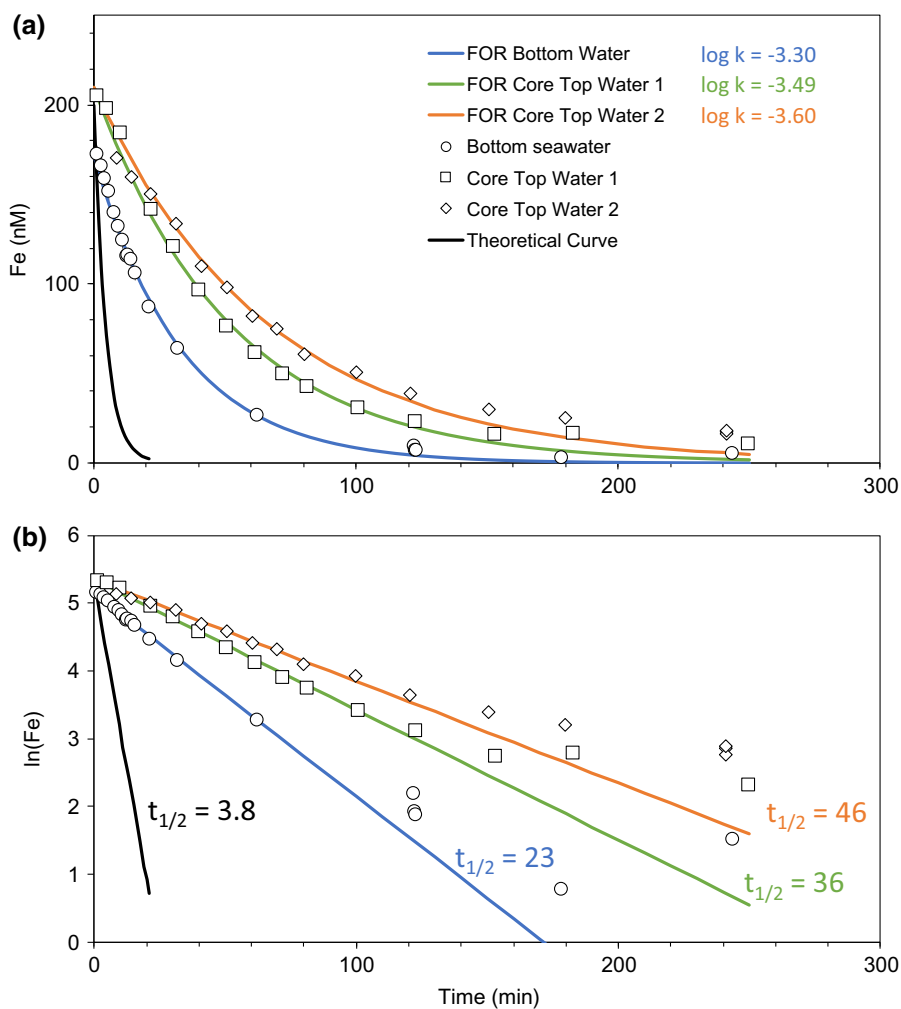 (a)
300
200
100
0
Fe (nM)
FOR Bottom Water log k = -3.30
FOR Core Top Water 1 log k = -3.49
FOR Core Top Water 2 log k = -3.60
Bottom seawater
Core Top Water 1
Core Top Water 2
Theoretical Curve
0 100 200 300
(b)
6
5
4
3
2
1
0
ln(Fe)
t1/2 = 3.8
t1/2 = 23
t1/2 = 46
t1/2 = 36
0 100 200 300
Time (min)